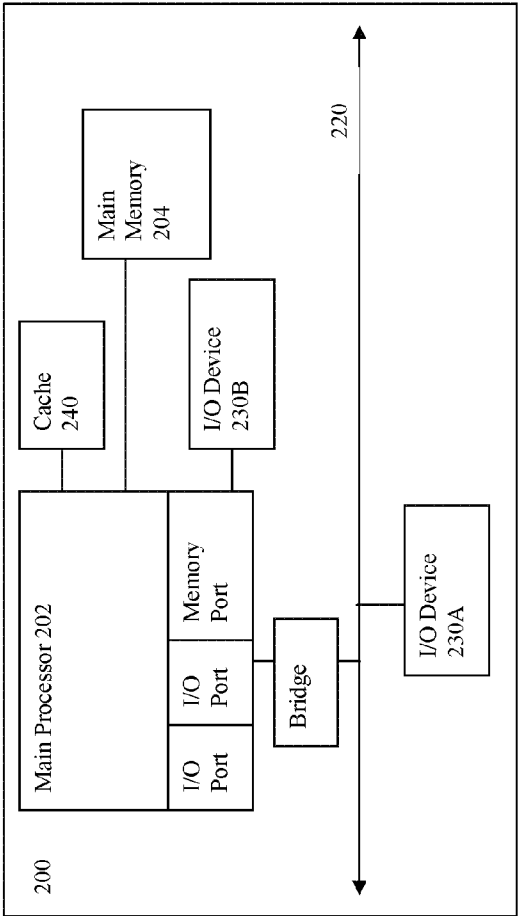 200
Main Processor 202
I/O
Port
I/O
Port
Memory
Port
Cache
240
Main
Memory
204
I/O Device
230B
Bridge
220
I/O Device
230A